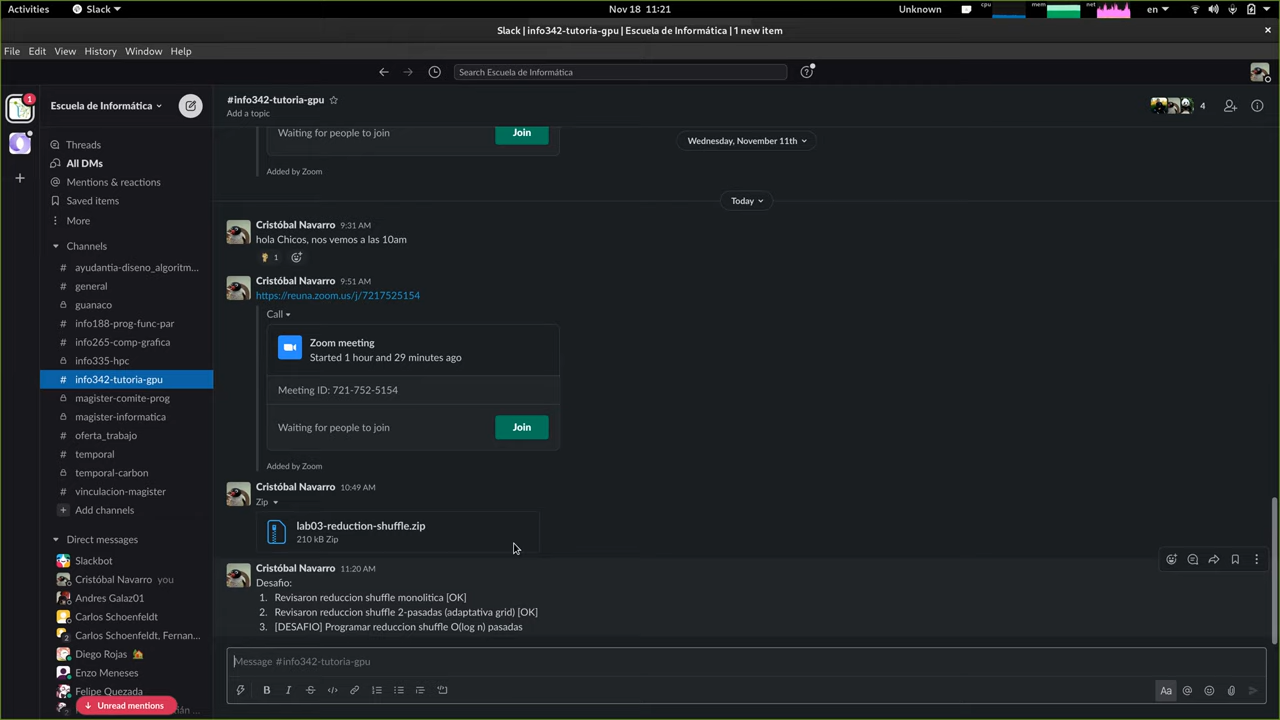 Activities
Slack
Nov 18 11:21
Unknown
cpu
mem
net
en
Slack | info342-tutoria-gpu | Escuela de Informática | 1 new item
File Edit View History Window Help
Search Escuela de Informática
1
Escuela de Informática
Threads
All DMs
Mentions & reactions
Saved items
More
Channels
# ayudantia-diseno_algoritm...
# general
guanaco
# info188-prog-func-par
# info265-comp-grafica
info335-hpc
# info342-tutoria-gpu
magister-comite-prog
magister-informatica
# oferta_trabajo
# temporal
temporal-carbon
# vinculacion-magister
+ Add channels
Direct messages
Slackbot
Cristóbal Navarro you
Andres Galaz01
Carlos Schoenfeldt
2 Carlos Schoenfeldt, Fernan...
Diego Rojas
Enzo Meneses
Felipe Quezada
Unread mentions
#info342-tutoria-gpu
Add a topic
4
Waiting for people to join
Join
Wednesday, November 11th
Added by Zoom
Today
Cristóbal Navarro 9:31 AM
hola Chicos, nos vemos a las 10am
1
Cristóbal Navarro 9:51 AM
https://reuna.zoom.us/j/7217525154
Call
Zoom meeting
Started 1 hour and 29 minutes ago
Meeting ID: 721-752-5154
Waiting for people to join
Join
Added by Zoom
Cristóbal Navarro 10:49 AM
Zip
lab03-reduction-shuffle.zip
210 kB Zip
Cristóbal Navarro 11:20 AM
Desafio:
1. Revisaron reduccion shuffle monolitica [OK]
2. Revisaron reduccion shuffle 2-pasadas (adaptativa grid) [OK]
3. [DESAFIO] Programar reduccion shuffle O(log n) pasadas
Message #info342-tutoria-gpu
B I S
Aa @